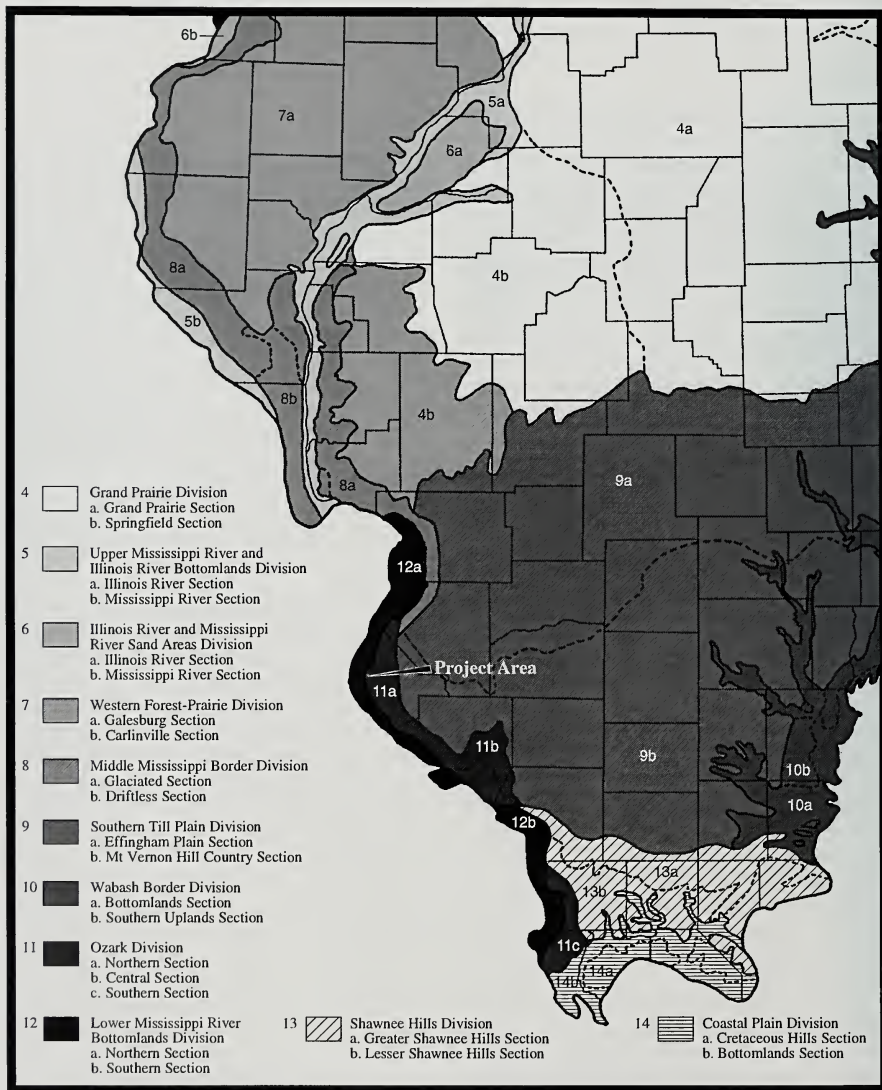 6b
7a
5a
4a
6a
8a
4b
5b
8b
4b
8a
9a
12a
Project Area
11a
11b
9b
10b
10a
12b
13a
13b
11c
14a
14b
4 Grand Prairie Division
a. Grand Prairie Section
b. Springfield Section
5 Upper Mississippi River and
Illinois River Bottomlands Division
a. Illinois River Section
b. Mississippi River Section
6 Illinois River and Mississippi
River Sand Areas Division
a. Illinois River Section
b. Mississippi River Section
7 Western Forest-Prairie Division
a. Galesburg Section
b. Carlinville Section
8 Middle Mississippi Border Division
a. Glaciated Section
b. Driftless Section
9 Southern Till Plain Division
a. Effingham Plain Section
b. Mt Vernon Hill Country Section
10 Wabash Border Division
a. Bottomlands Section
b. Southern Uplands Section
11 Ozark Division
a. Northern Section
b. Central Section
c. Southern Section
12 Lower Mississippi River
Bottomlands Division
a. Northern Section
b. Southern Section
13 Shawnee Hills Division
a. Greater Shawnee Hills Section
b. Lesser Shawnee Hills Section
14 Coastal Plain Division
a. Cretaceous Hills Section
b. Bottomlands Section